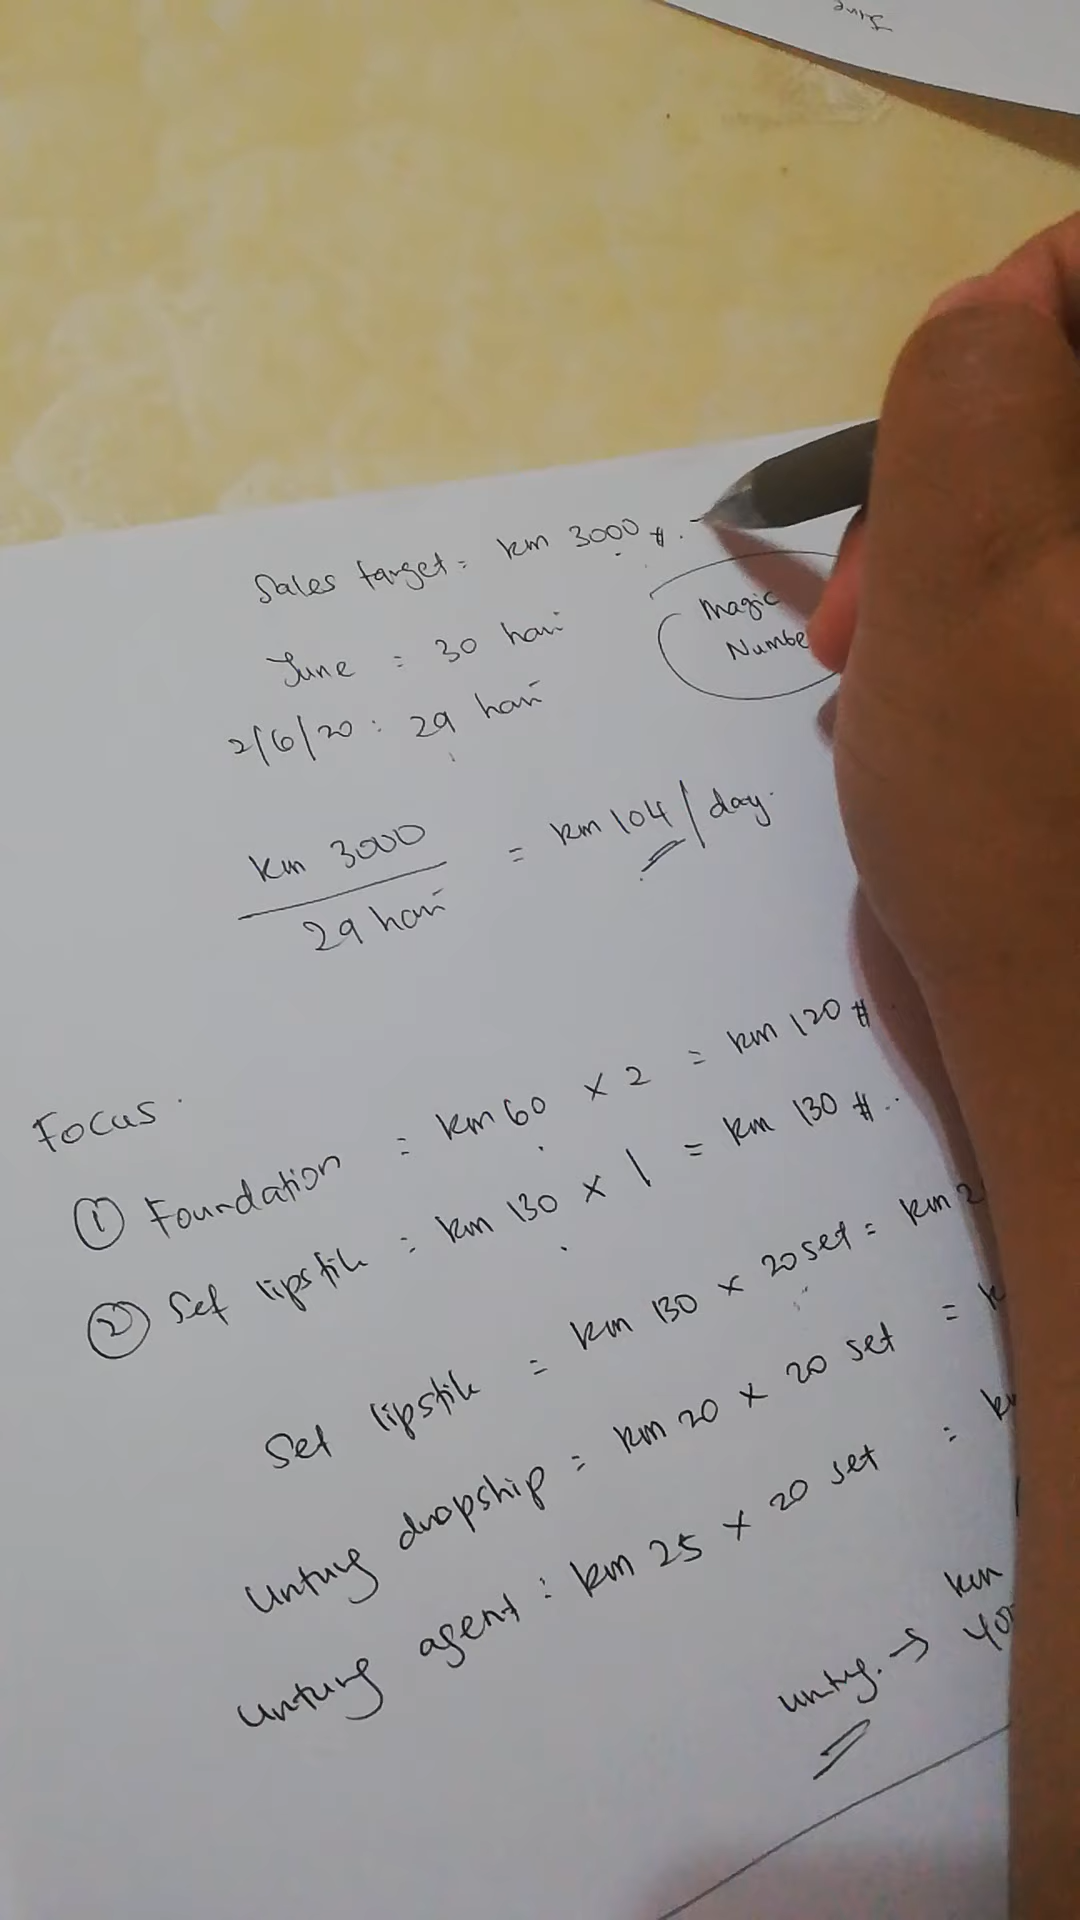 June
Sales target = RM 3000 #.
Magic
Number
June = 30 hari
2/6/20 : 29 hari
RM 3000 = RM 104 / day.
29 hari
Focus.
① Foundation = RM 60 x 2 = RM 120 #
② Set lipstik = RM 130 x 1 = RM 130 #..
Set lipstik = RM 130 x 20 set = RM 2
Untung dropship = RM 20 x 20 set =
Untung agent = RM 25 x 20 set =
untung. → RM